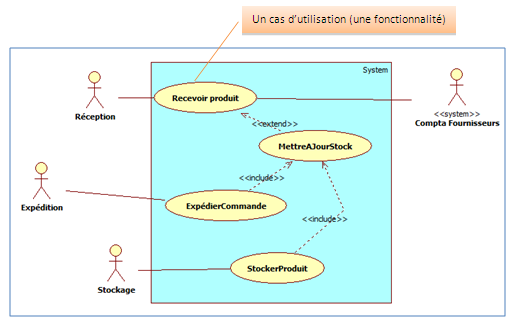 Un cas d'utilisation (une fonctionnalité)
System
Recevoir produit
Réception
<<system>>
Compta Fournisseurs
<<extend>>
MettreAJourStock
<<include>>
Expédition
ExpédierCommande
<<include>>
StockerProduit
Stockage